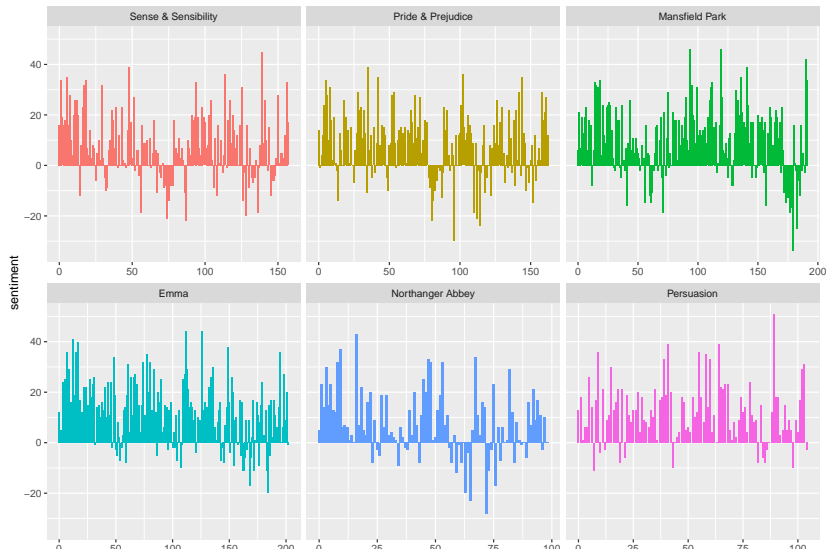 Sense & Sensibility
Pride & Prejudice
Mansfield Park
40
20
0
−20
0 50 100 150
0 50 100 150
0 50 100 150 200
sentiment
Emma
Northanger Abbey
Persuasion
40
20
0
−20
0 50 100 150 200
0 25 50 75 100
0 25 50 75 100